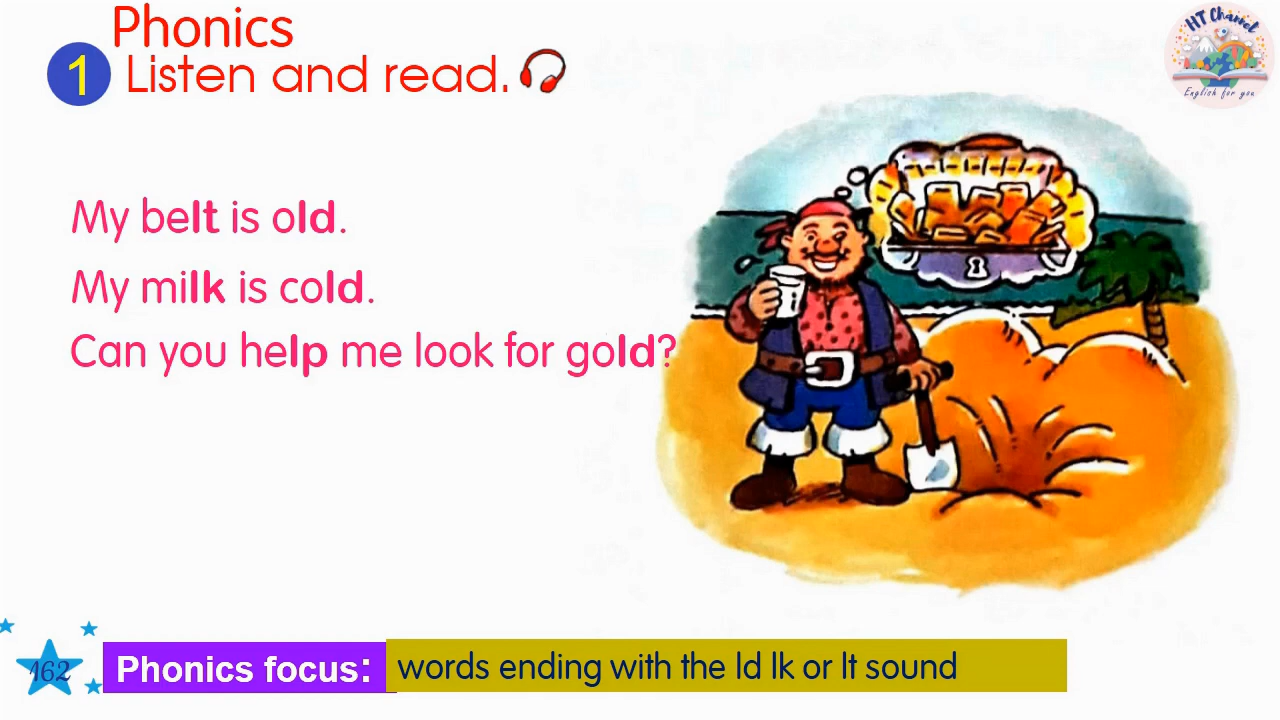 Phonics
1 Listen and read.
HT Channel
English for you
My belt is old.
My milk is cold.
Can you help me look for gold?
162 Phonics focus: words ending with the ld lk or lt sound